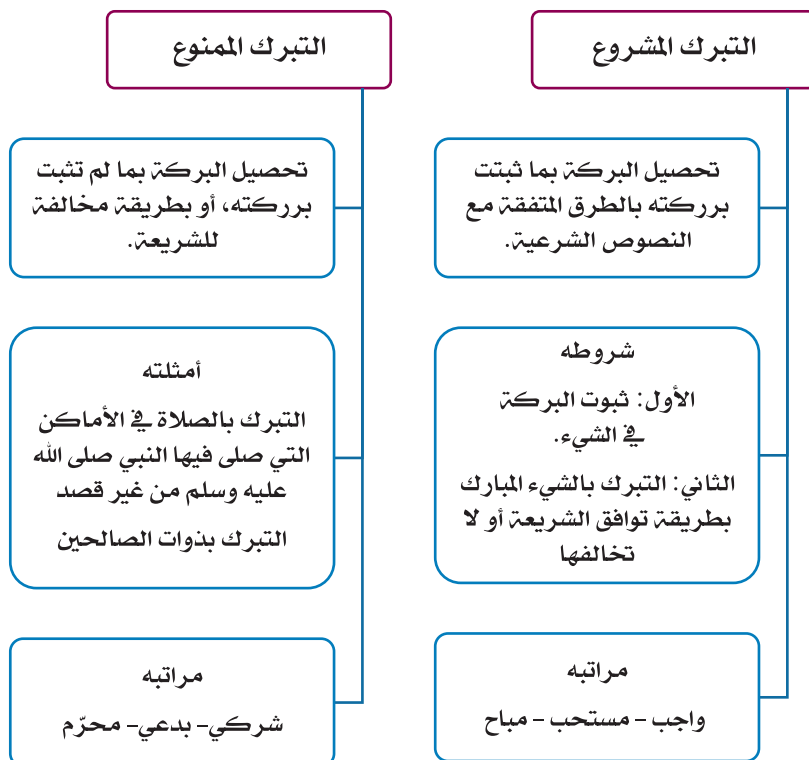 التبرك المشروع
تحصيل البركة بما ثبتت
برركته بالطرق المتفقة مع
النصوص الشرعية.
شروطه
الأول: ثبوت البركة
في الشيء.
الثاني: التبرك بالشيء المبارك
بطريقة توافق الشريعة أو لا
تخالفها
مراتبه
واجب - مستحب - مباح
التبرك الممنوع
تحصيل البركة بما لم تثبت
برركته، أو بطريقة مخالفة
للشريعة.
أمثلته
التبرك بالصلاة في الأماكن
التي صلى فيها النبي صلى الله
عليه وسلم من غير قصد
التبرك بذوات الصالحين
مراتبه
شركي- بدعي- محرّم